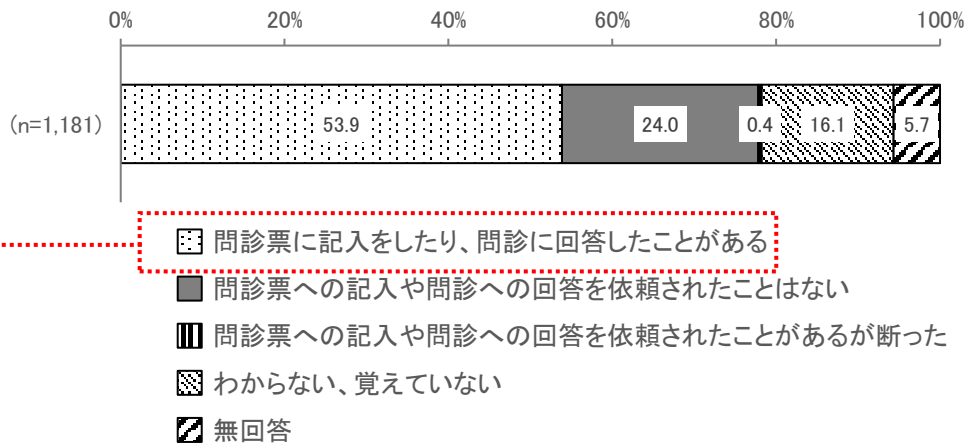 0% 20% 40% 60% 80% 100%
(n=1,181) 53.9 24.0 0.4 16.1 5.7
問診票に記入をしたり、問診に回答したことがある
問診票への記入や問診への回答を依頼されたことはない
問診票への記入や問診への回答を依頼されたことがあるが断った
わからない、覚えていない
無回答